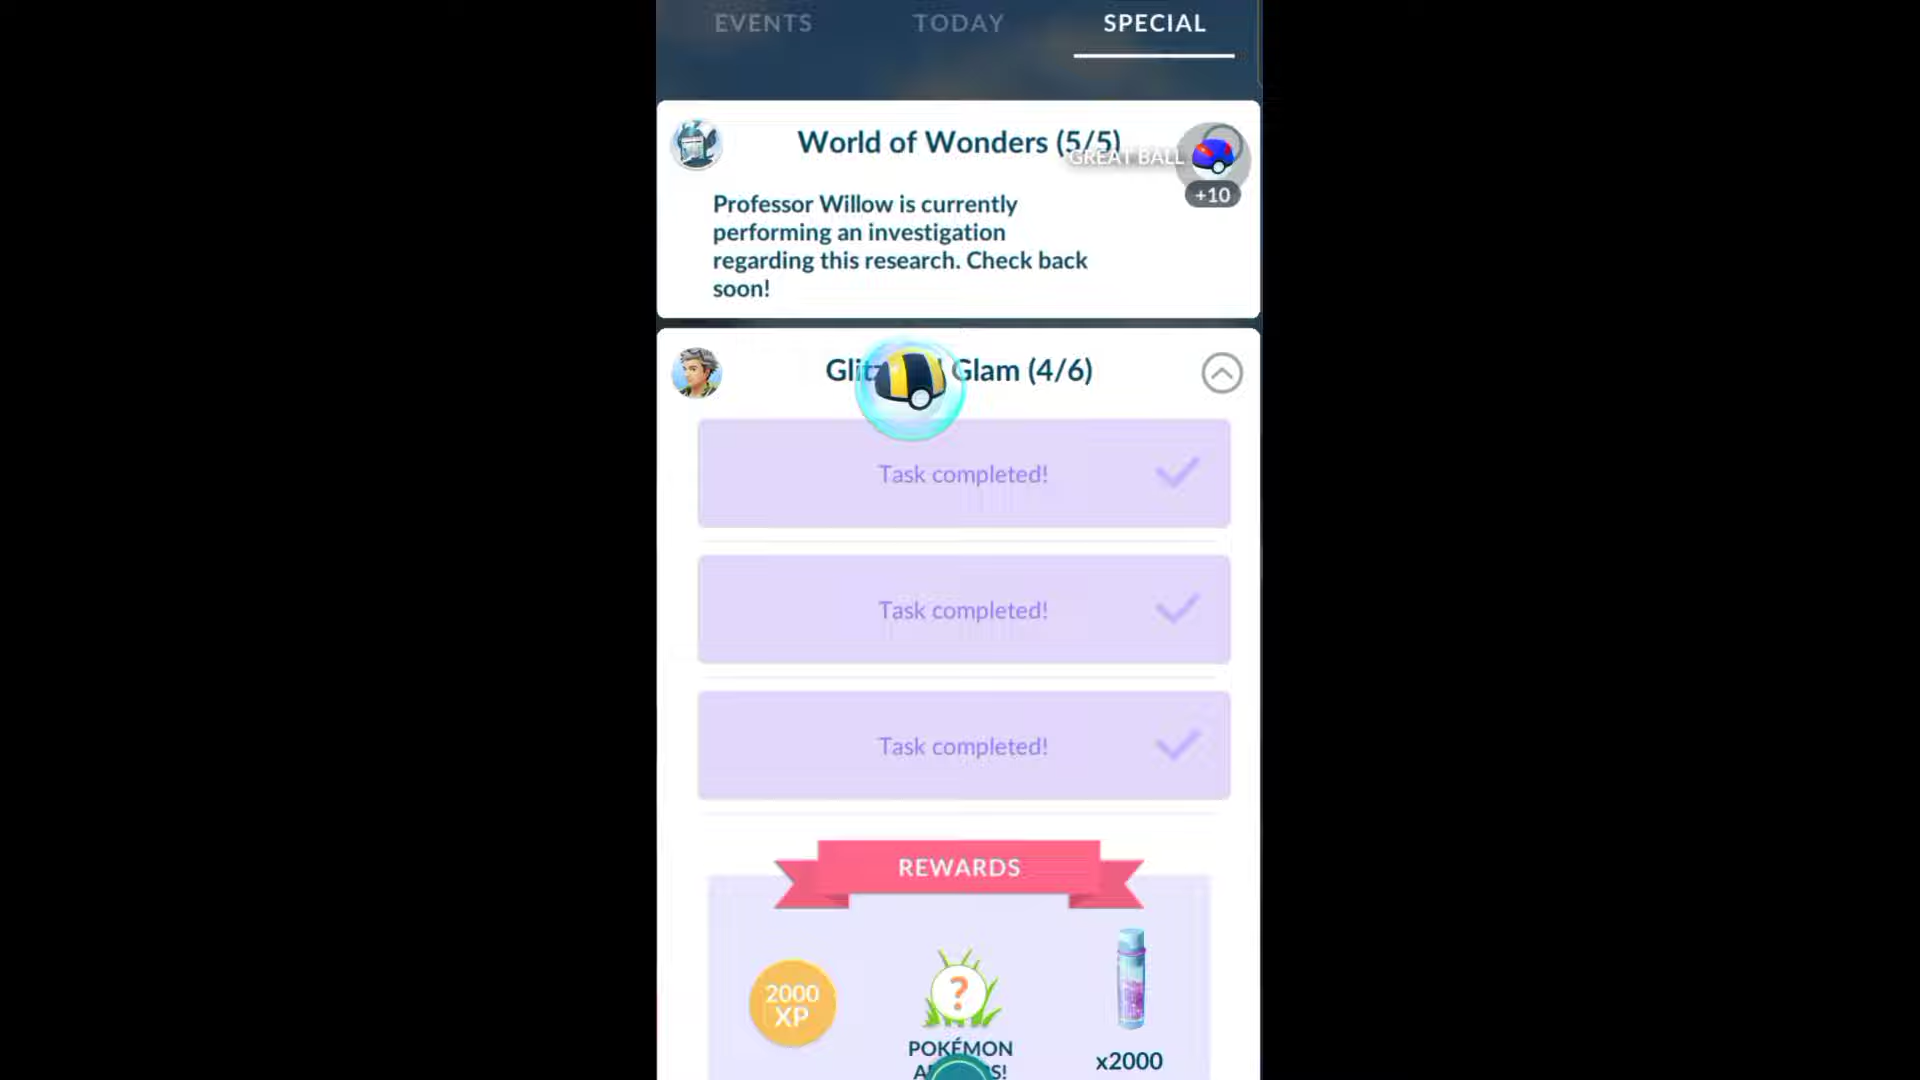 EVENTS TODAY SPECIAL
World of Wonders (5/5)
GREAT BALL
+10
Professor Willow is currently
performing an investigation
regarding this research. Check back
soon!
Glam (4/6)
Task completed!
Task completed!
Task completed!
REWARDS
2000
XP
POKÉMON
x2000